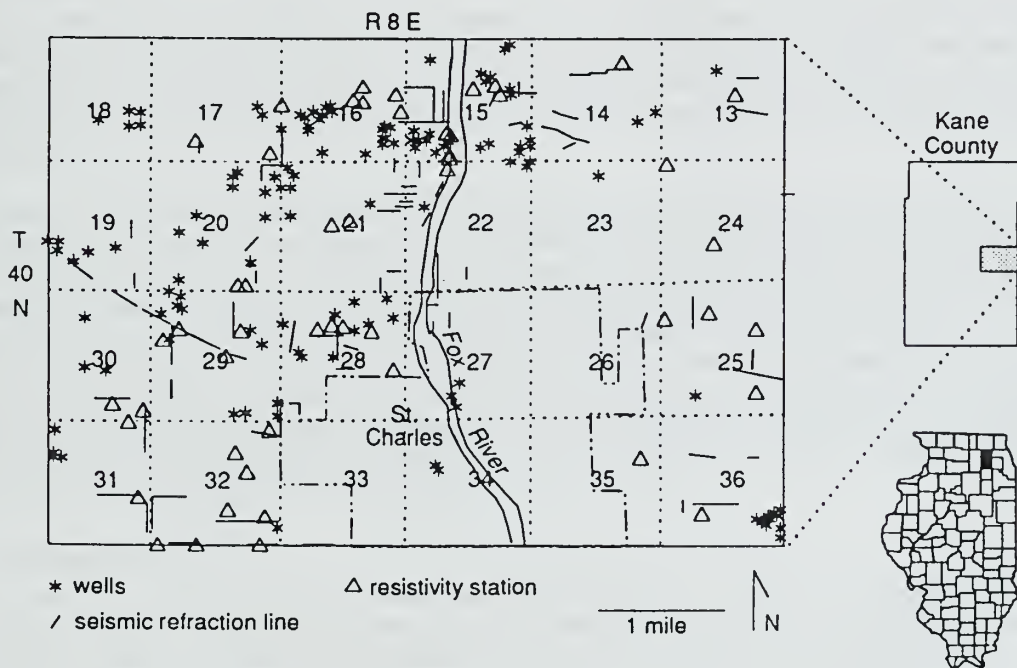 R 8 E
18 17 16 15 14 13
Kane
County
19 20 21 22 23 24
T
40
N
30 29 28 27 26 25
Fox
River
St.
Charles
31 32 33 34 35 36
* wells
△ resistivity station
/ seismic refraction line
1 mile
N